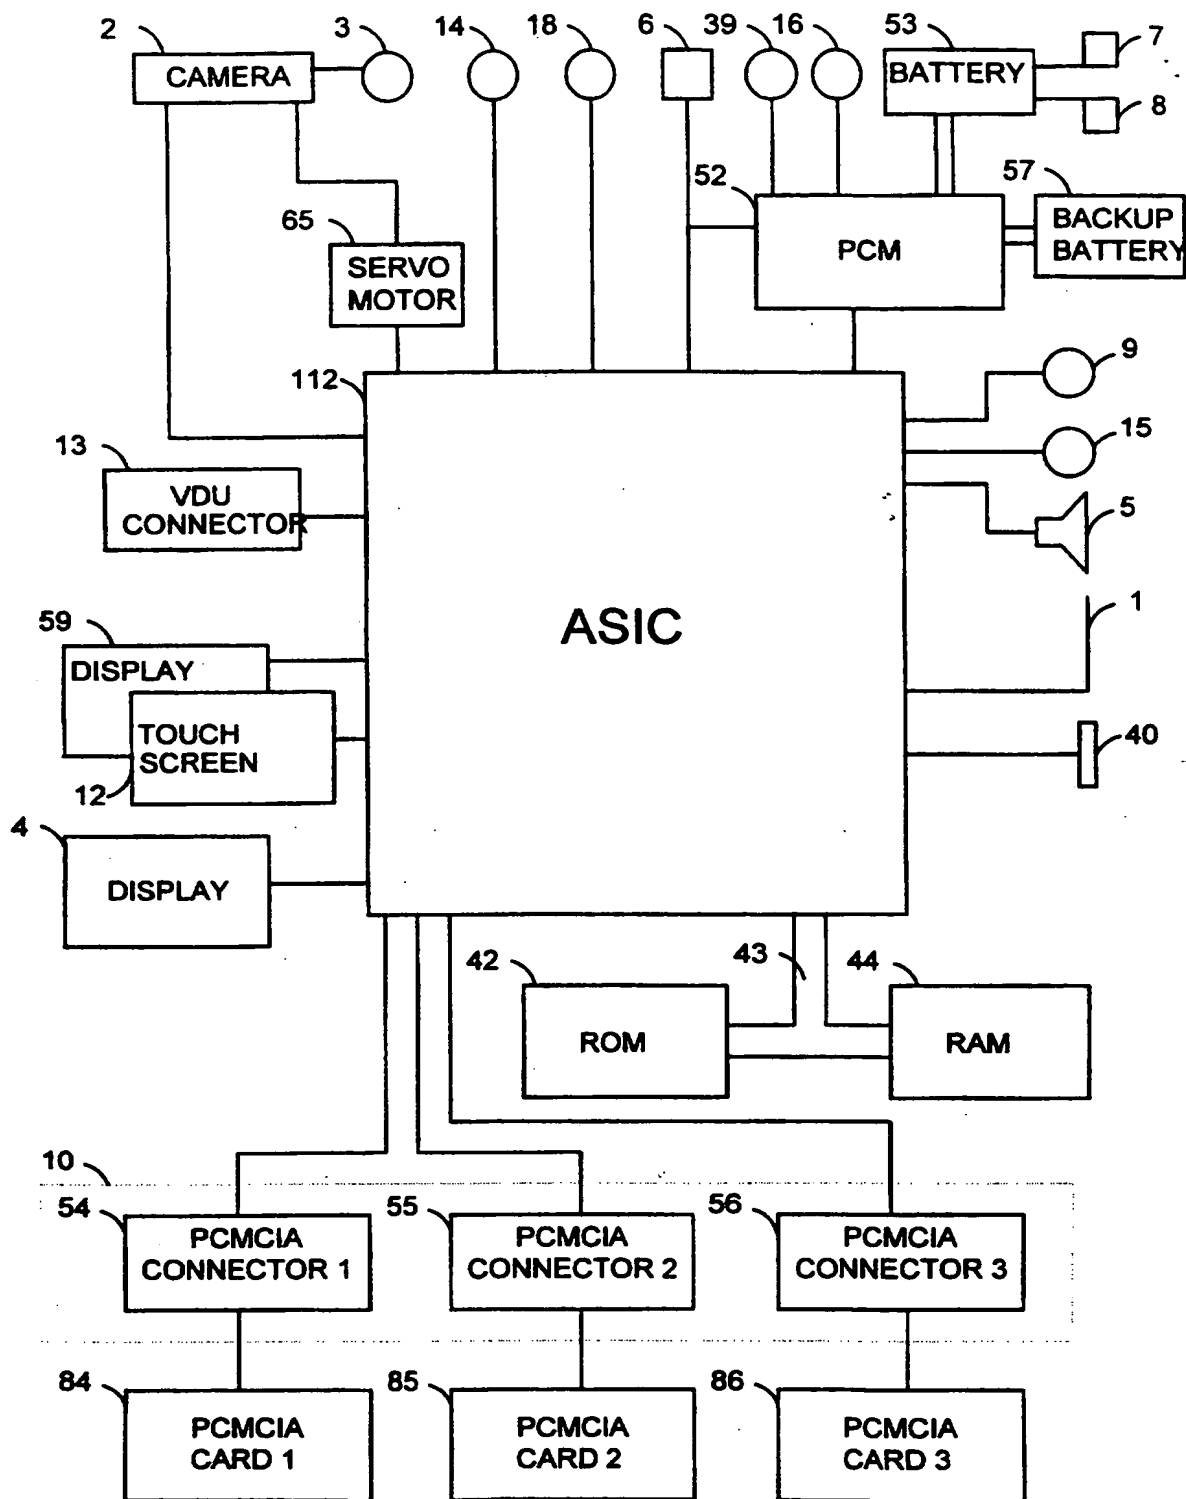 2
3
14
18
6
39
16
53
7
CAMERA
BATTERY
8
52
57
65
BACKUP
BATTERY
PCM
SERVO
MOTOR
112
9
13
15
VDU
CONNECTOR
5
ASIC
1
59
DISPLAY
TOUCH
SCREEN
40
12
4
DISPLAY
42
43
44
ROM
RAM
10
54
55
56
PCMCIA
CONNECTOR 1
PCMCIA
CONNECTOR 2
PCMCIA
CONNECTOR 3
84
85
86
PCMCIA
CARD 1
PCMCIA
CARD 2
PCMCIA
CARD 3